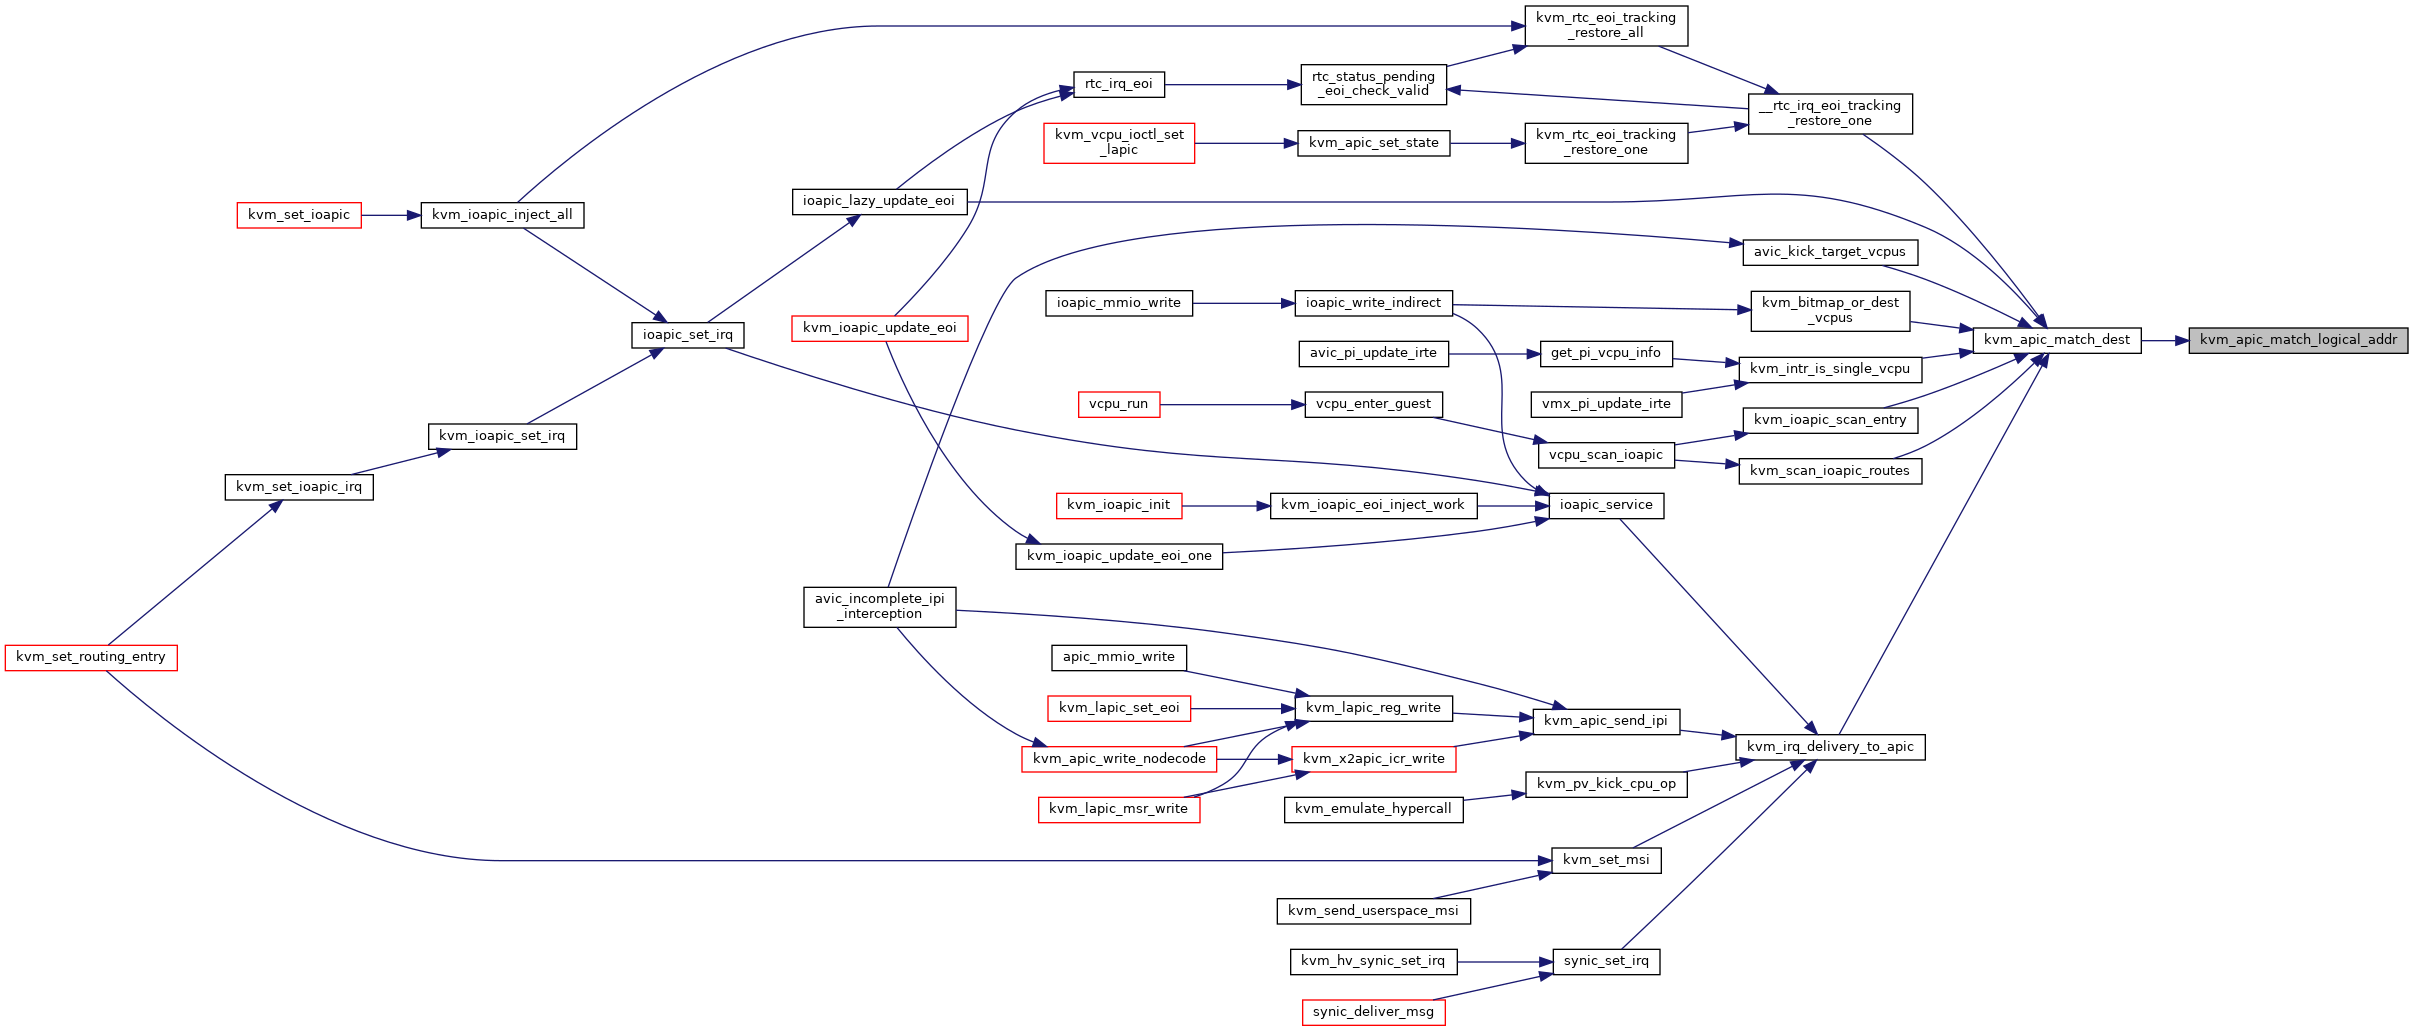 kvm_rtc_eoi_tracking
_restore_all
rtc_status_pending
_eoi_check_valid
rtc_irq_eoi
__rtc_irq_eoi_tracking
_restore_one
kvm_vcpu_ioctl_set
_lapic
kvm_apic_set_state
kvm_rtc_eoi_tracking
_restore_one
ioapic_lazy_update_eoi
kvm_set_ioapic
kvm_ioapic_inject_all
avic_kick_target_vcpus
ioapic_mmio_write
ioapic_write_indirect
kvm_bitmap_or_dest
_vcpus
kvm_ioapic_update_eoi
ioapic_set_irq
kvm_apic_match_dest
kvm_apic_match_logical_addr
avic_pi_update_irte
get_pi_vcpu_info
kvm_intr_is_single_vcpu
vcpu_run
vcpu_enter_guest
vmx_pi_update_irte
kvm_ioapic_scan_entry
kvm_ioapic_set_irq
vcpu_scan_ioapic
kvm_scan_ioapic_routes
kvm_set_ioapic_irq
kvm_ioapic_init
kvm_ioapic_eoi_inject_work
ioapic_service
kvm_ioapic_update_eoi_one
avic_incomplete_ipi
_interception
kvm_set_routing_entry
apic_mmio_write
kvm_lapic_set_eoi
kvm_lapic_reg_write
kvm_apic_send_ipi
kvm_irq_delivery_to_apic
kvm_apic_write_nodecode
kvm_x2apic_icr_write
kvm_pv_kick_cpu_op
kvm_lapic_msr_write
kvm_emulate_hypercall
kvm_set_msi
kvm_send_userspace_msi
kvm_hv_synic_set_irq
synic_set_irq
synic_deliver_msg